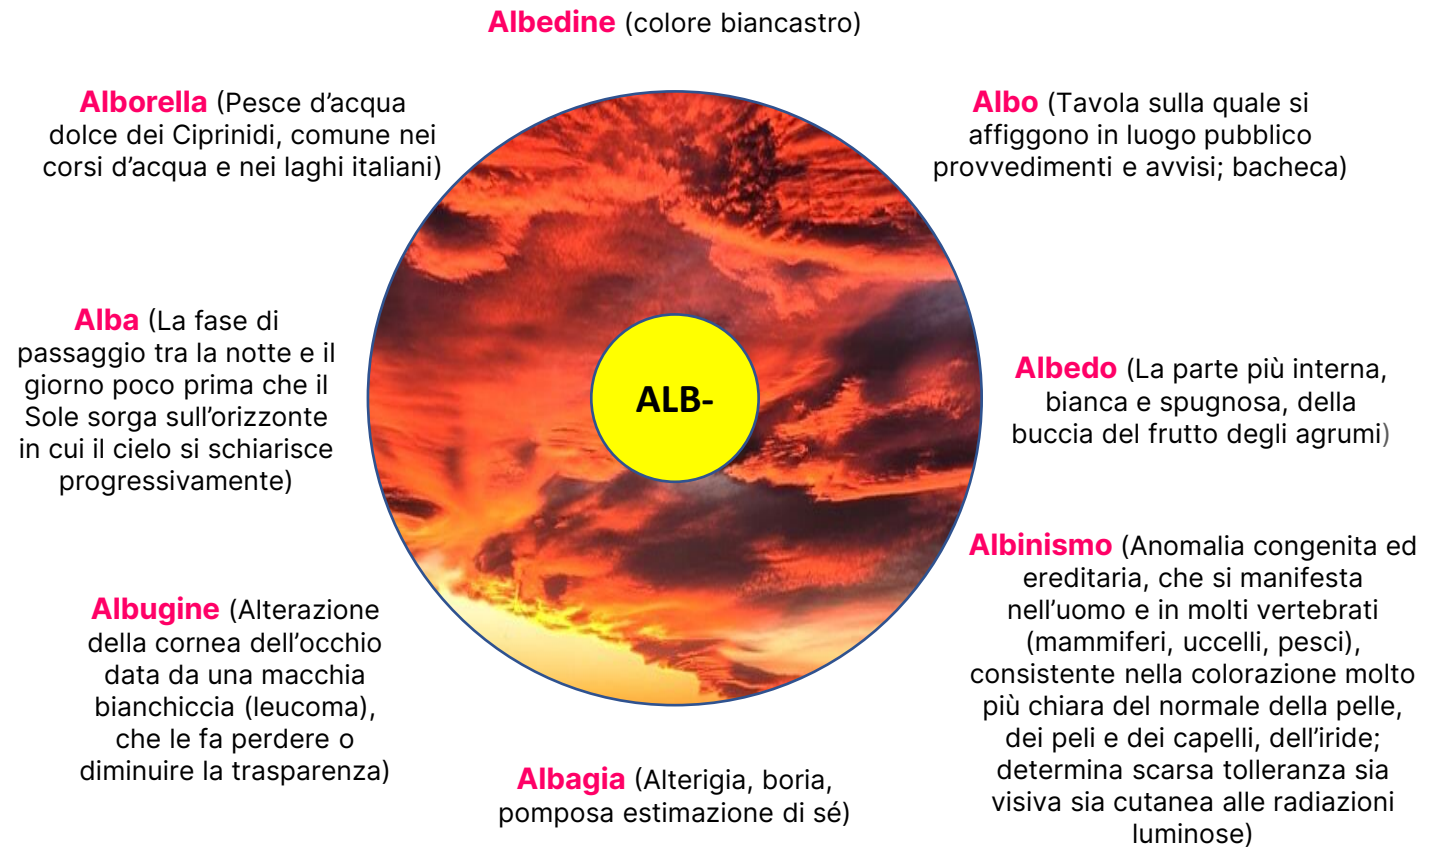 Albedine (colore biancastro)
Alborella (Pesce d’acqua
dolce dei Ciprinidi, comune nei
corsi d’acqua e nei laghi italiani)
Albo (Tavola sulla quale si
affiggono in luogo pubblico
provvedimenti e avvisi; bacheca)
Alba (La fase di
passaggio tra la notte e il
giorno poco prima che il
Sole sorga sull’orizzonte
in cui il cielo si schiarisce
progressivamente)
ALB-
Albedo (La parte più interna,
bianca e spugnosa, della
buccia del frutto degli agrumi)
Albugine (Alterazione
della cornea dell’occhio
data da una macchia
bianchiccia (leucoma),
che le fa perdere o
diminuire la trasparenza)
Albinismo (Anomalia congenita ed
ereditaria, che si manifesta
nell’uomo e in molti vertebrati
(mammiferi, uccelli, pesci),
consistente nella colorazione molto
più chiara del normale della pelle,
dei peli e dei capelli, dell’iride;
determina scarsa tolleranza sia
visiva sia cutanea alle radiazioni
luminose)
Albagia (Alterigia, boria,
pomposa estimazione di sé)